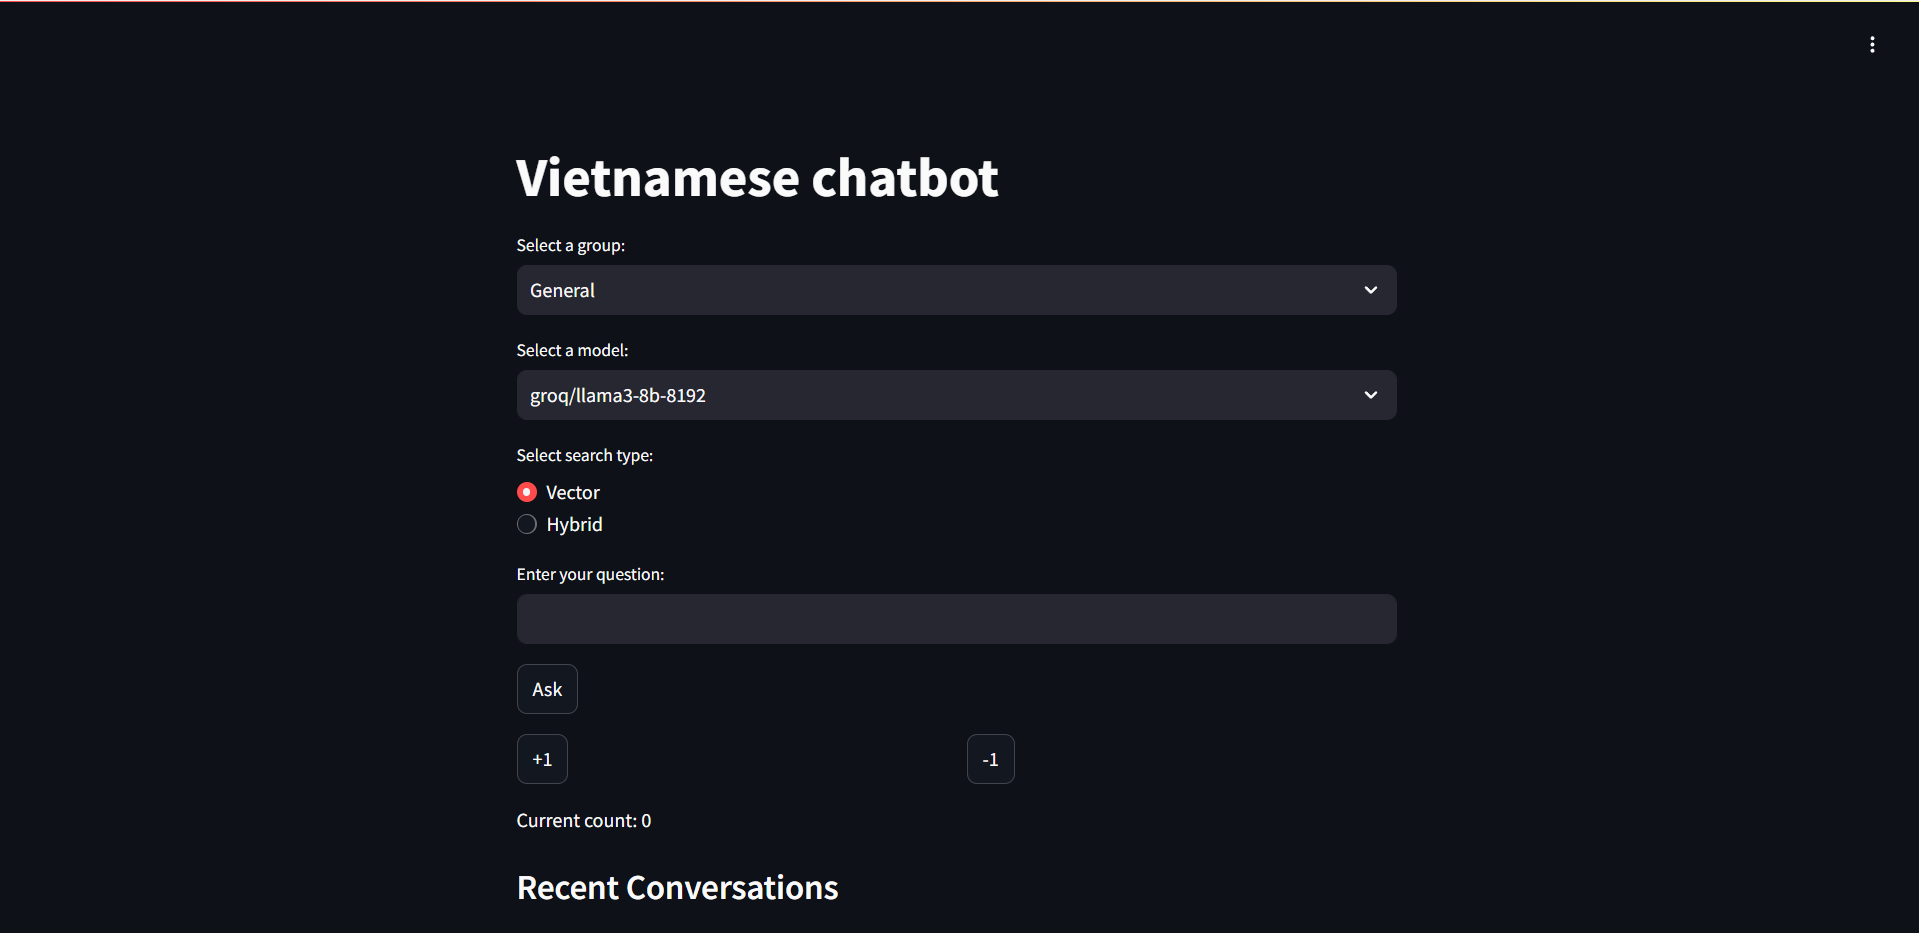 Vietnamese chatbot
Select a group:
General
Select a model:
groq/llama3-8b-8192
Select search type:
Vector
Hybrid
Enter your question:
Ask
+1
-1
Current count: 0
Recent Conversations